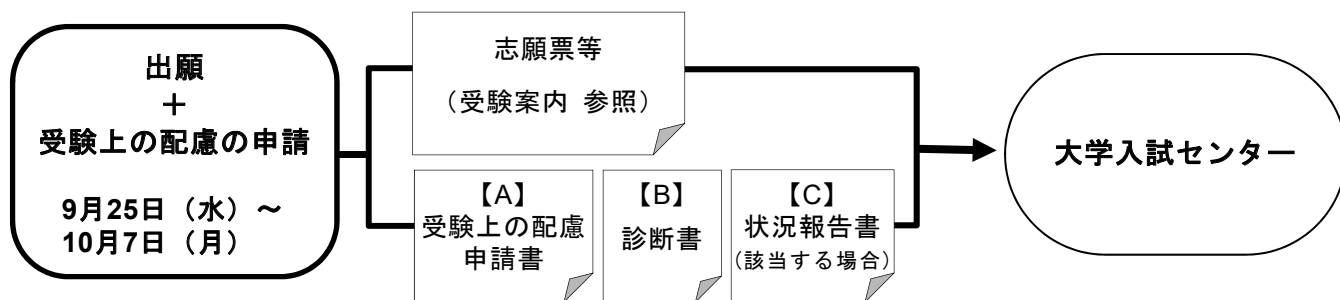 出願
＋
受験上の配慮の申請
9月25日（水）～
10月7日（月）
志願票等
（受験案内 参照）
【A】
受験上の配慮
申請書
【B】
診断書
【C】
状況報告書
（該当する場合）
大学入試センター